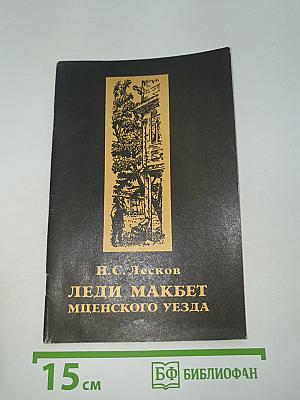 Н.С. Лесков
ЛЕДИ МАКБЕТ
МЦЕНСКОГО УЕЗДА
15 см
БФ БИБЛИОФАН